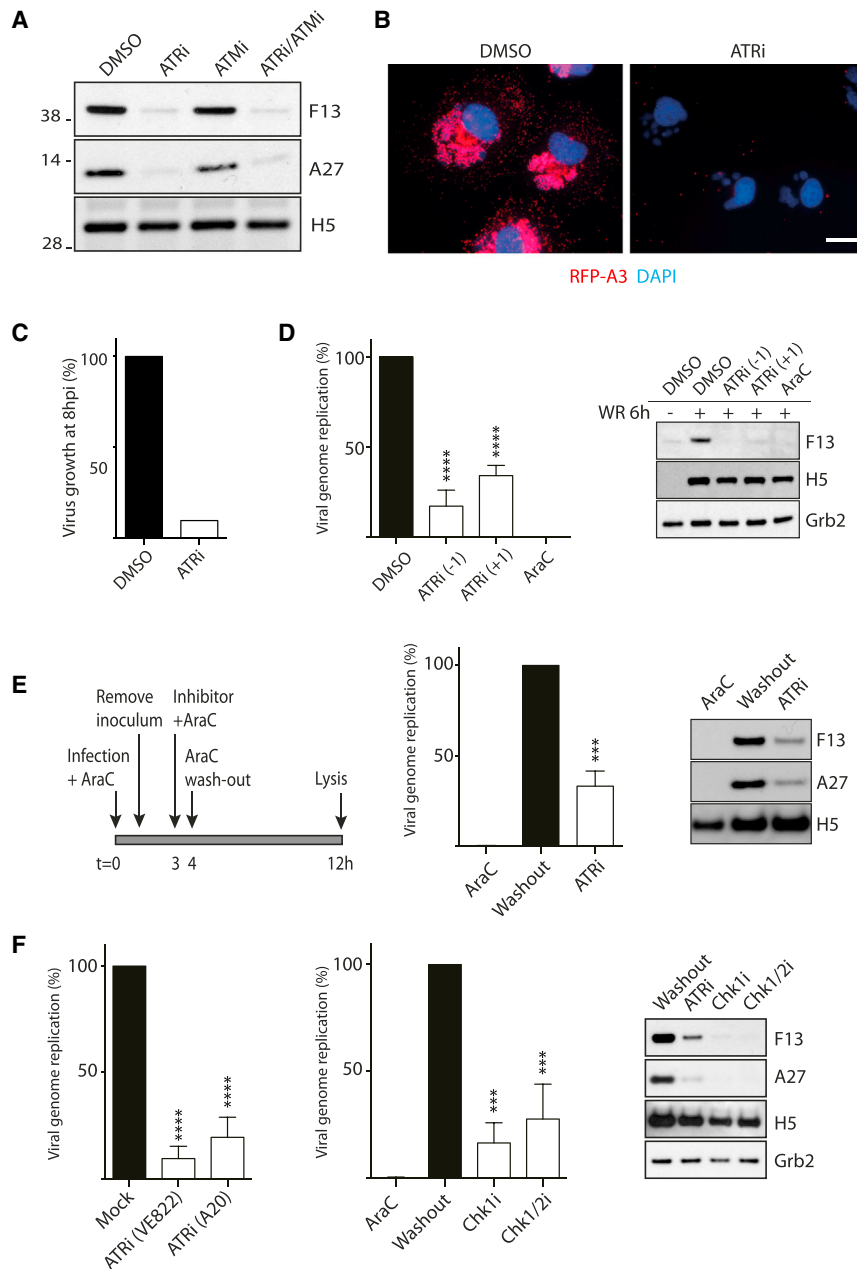 A
DMSO
ATRi
ATMi
ATRi/ATMi
38
F13
14
A27
28
H5
B
DMSO
ATRi
RFP-A3 DAPI
C
Virus growth at 8hpi (%)
100
50
DMSO
ATRi
D
Viral genome replication (%)
100
50
****
****
DMSO
ATRi (-1)
ATRi (+1)
AraC
DMSO
DMSO
ATRi (-1)
ATRi (+1)
AraC
WR 6h - + + + +
F13
H5
Grb2
E
Remove
inoculum
Inhibitor
+AraC
Infection
+ AraC
AraC
wash-out
Lysis
t=0 3 4 12h
Viral genome replication (%)
100
50
***
AraC
Washout
ATRi
AraC
Washout
ATRi
F13
A27
H5
F
Viral genome replication (%)
100
50
****
****
Mock
ATRi (VE822)
ATRi (A20)
Viral genome replication (%)
100
50
***
***
AraC
Washout
Chk1i
Chk1/2i
Washout
ATRi
Chk1i
Chk1/2i
F13
A27
H5
Grb2